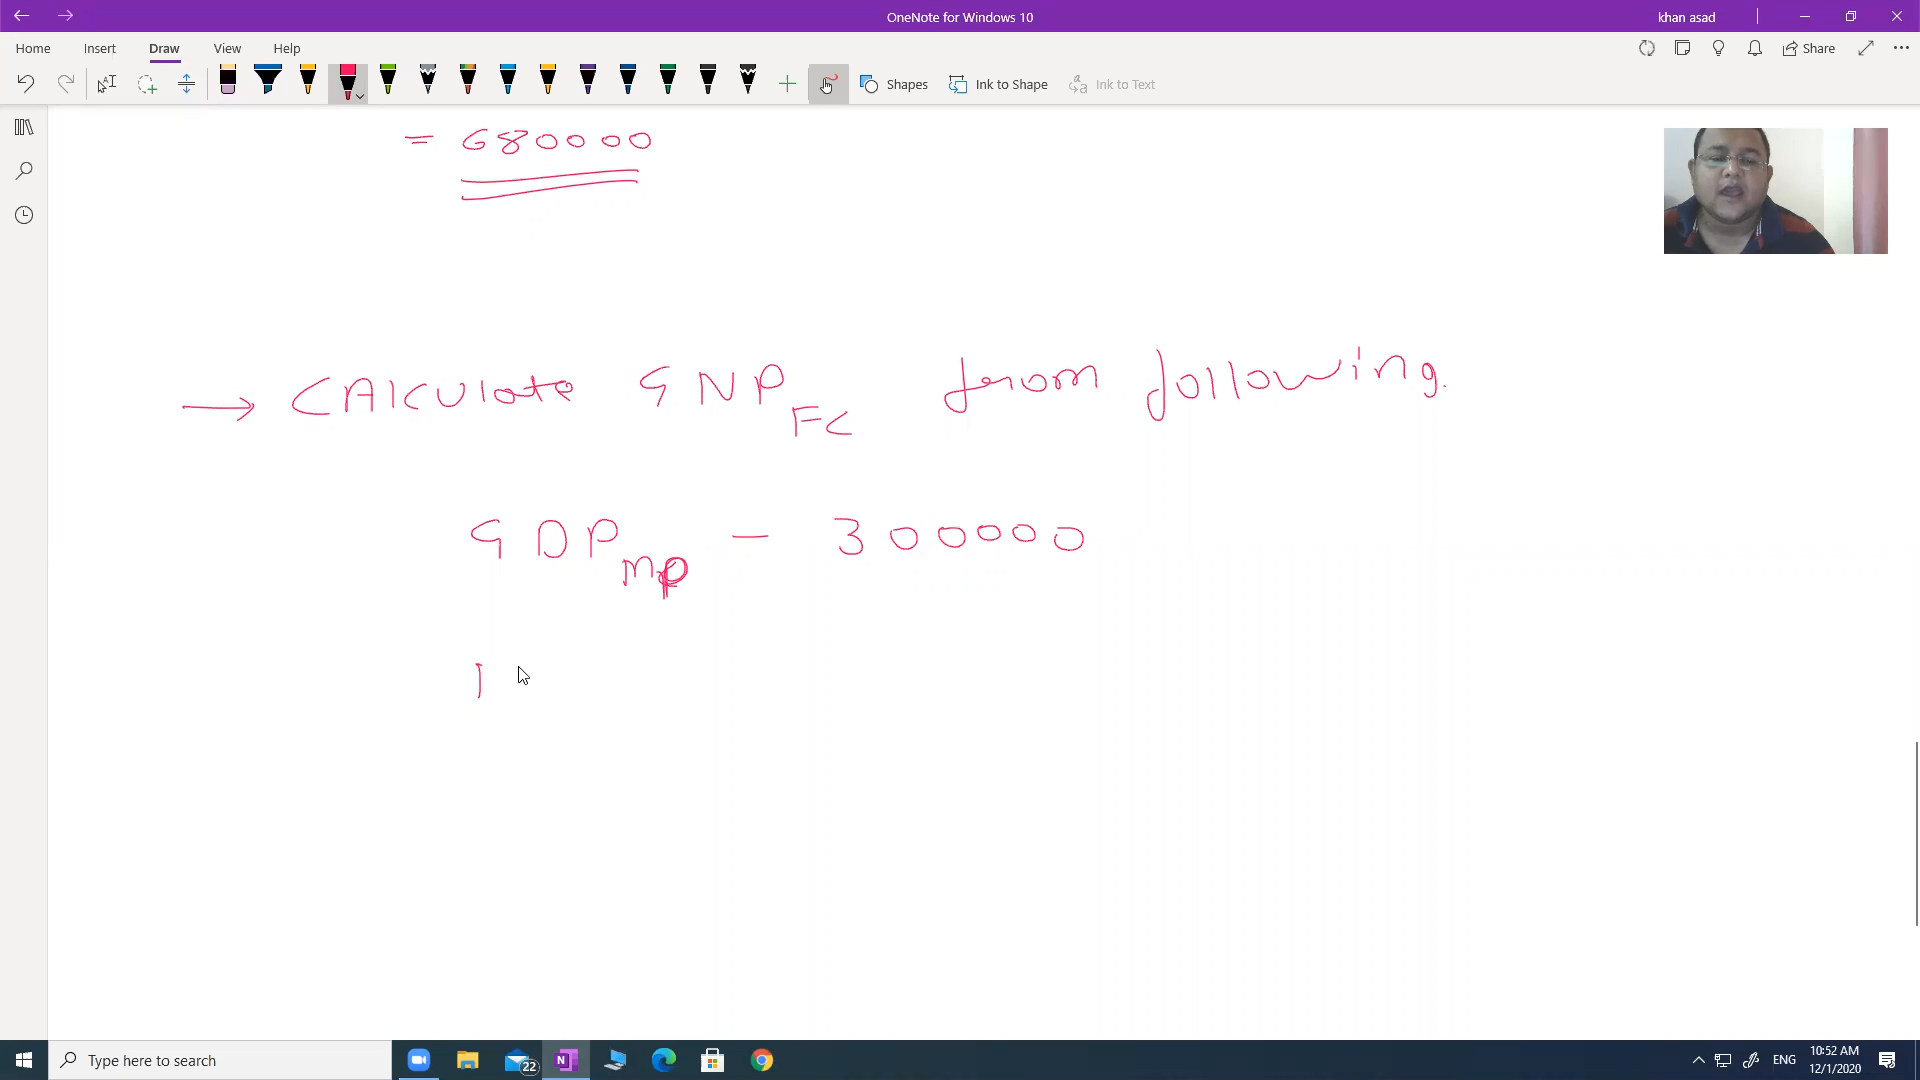 OneNote for Windows 10
khan asad
Home Insert Draw View Help
Share
Shapes Ink to Shape Ink to Text
= 680000
→ CAlCUlate GNP FC from following.
GDP MP - 300000
I
Type here to search
22
ENG
10:52 AM
12/1/2020